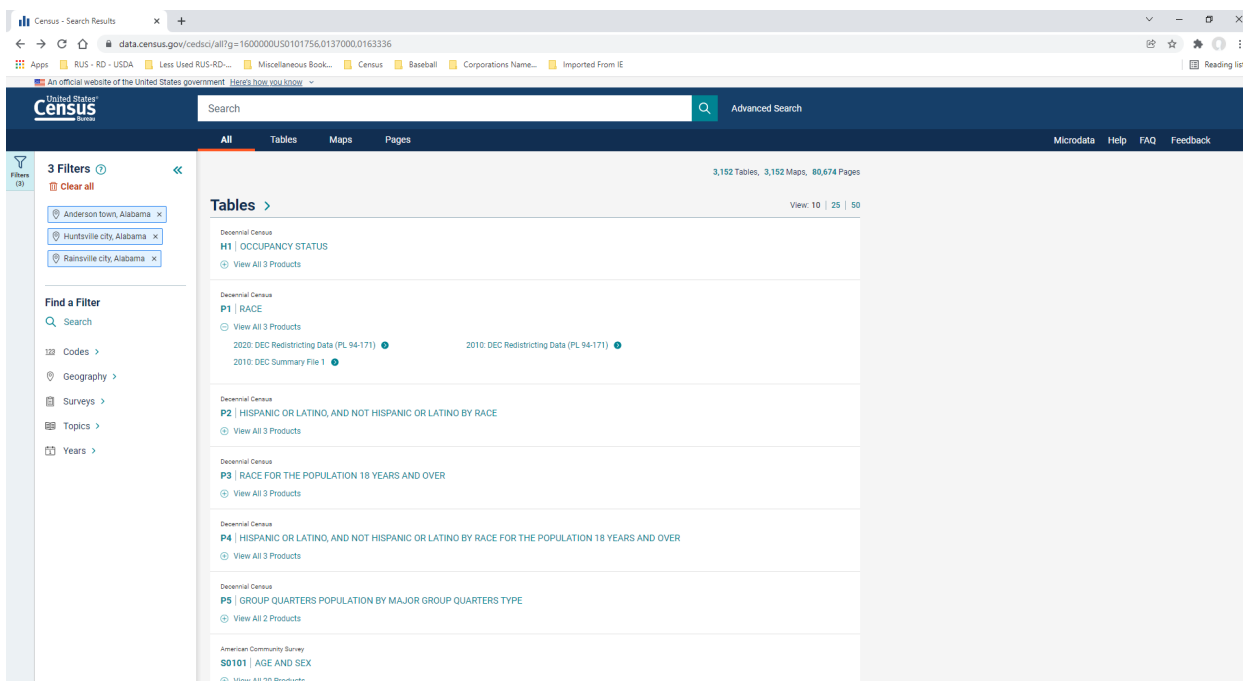 Census - Search Results
data.census.gov/cedsci/all?g=1600000US0101756,0137000,0163336
Apps RUS - RD - USDA Less Used RUS-RD-... Miscellaneous Book... Census Baseball Corporations Name... Imported From IE Reading list
An official website of the United States government Here's how you know
United States®
Census
Bureau
Search
Advanced Search
All Tables Maps Pages Microdata Help FAQ Feedback
Filters
(3)
3 Filters
Clear all
Anderson town, Alabama
Huntsville city, Alabama
Rainsville city, Alabama
Find a Filter
Search
123 Codes
Geography
Surveys
Topics
Years
3,152 Tables, 3,152 Maps, 80,674 Pages
Tables View: 10 | 25 | 50
Decennial Census
H1 | OCCUPANCY STATUS
View All 3 Products
Decennial Census
P1 | RACE
View All 3 Products
2020: DEC Redistricting Data (PL 94-171) 2010: DEC Redistricting Data (PL 94-171)
2010: DEC Summary File 1
Decennial Census
P2 | HISPANIC OR LATINO, AND NOT HISPANIC OR LATINO BY RACE
View All 3 Products
Decennial Census
P3 | RACE FOR THE POPULATION 18 YEARS AND OVER
View All 3 Products
Decennial Census
P4 | HISPANIC OR LATINO, AND NOT HISPANIC OR LATINO BY RACE FOR THE POPULATION 18 YEARS AND OVER
View All 3 Products
Decennial Census
P5 | GROUP QUARTERS POPULATION BY MAJOR GROUP QUARTERS TYPE
View All 2 Products
American Community Survey
S0101 | AGE AND SEX
View All 20 Products